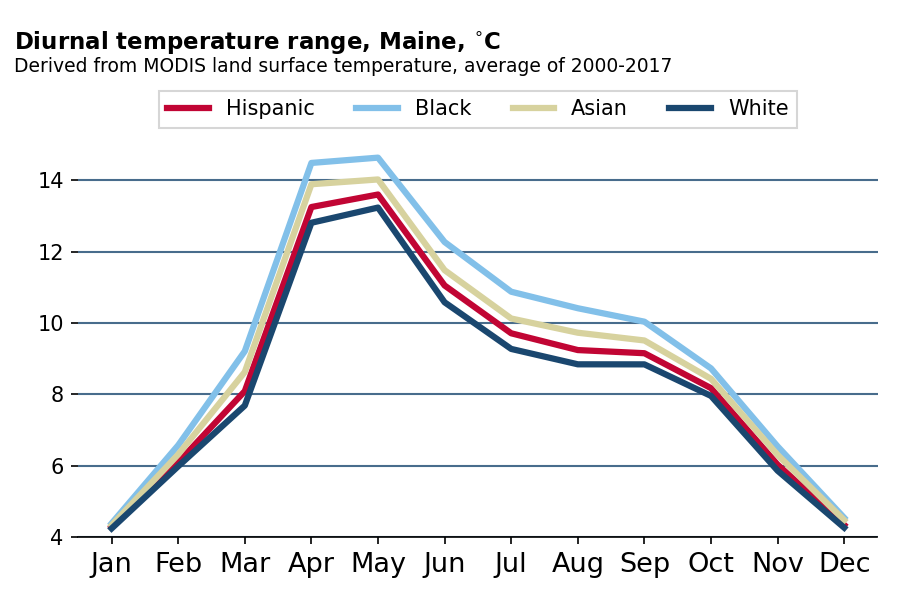 Diurnal temperature range, Maine, °C
Derived from MODIS land surface temperature, average of 2000-2017
Hispanic Black Asian White
14
12
10
8
6
4
Jan Feb Mar Apr May Jun Jul Aug Sep Oct Nov Dec